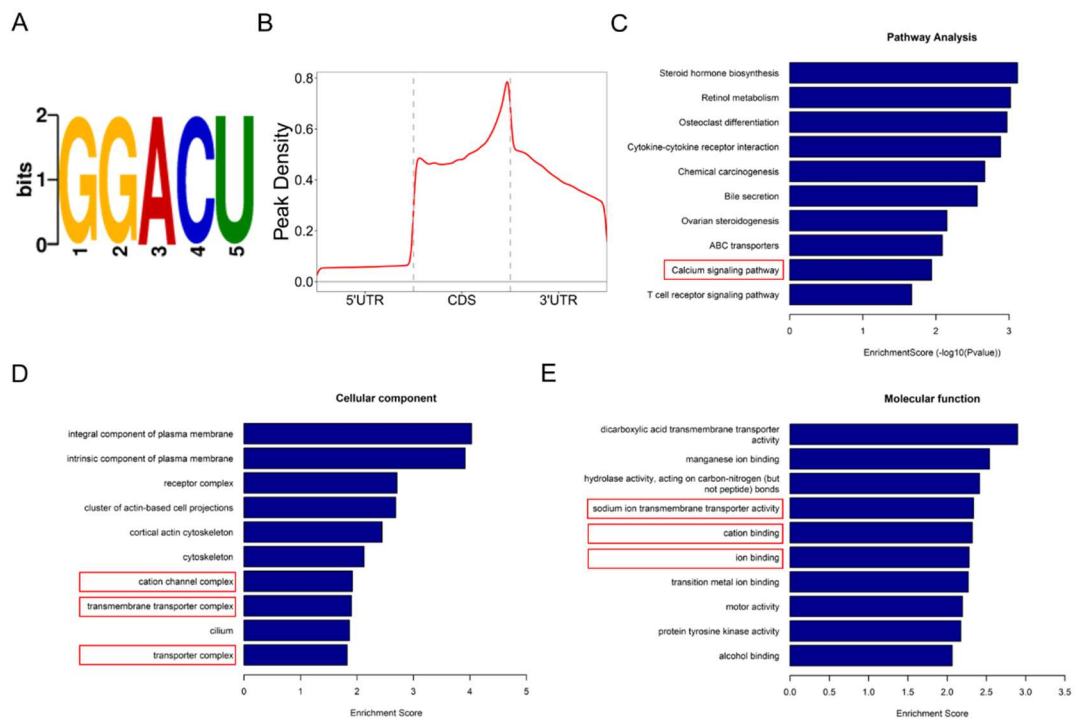 A
bits
2
1
0
GGACU
1 2 3 4 5
B
Peak Density
0.8
0.6
0.4
0.2
0.0
5'UTR CDS 3'UTR
C
Pathway Analysis
Steroid hormone biosynthesis
Retinol metabolism
Osteoclast differentiation
Cytokine-cytokine receptor interaction
Chemical carcinogenesis
Bile secretion
Ovarian steroidogenesis
ABC transporters
Calcium signaling pathway
T cell receptor signaling pathway
0 1 2 3
EnrichmentScore (-log10(Pvalue))
D
Cellular component
integral component of plasma membrane
intrinsic component of plasma membrane
receptor complex
cluster of actin-based cell projections
cortical actin cytoskeleton
cytoskeleton
cation channel complex
transmembrane transporter complex
cilium
transporter complex
0 1 2 3 4 5
Enrichment Score
E
Molecular function
dicarboxylic acid transmembrane transporter
activity
manganese ion binding
hydrolase activity, acting on carbon-nitrogen (but
not peptide) bonds
sodium ion transmembrane transporter activity
cation binding
ion binding
transition metal ion binding
motor activity
protein tyrosine kinase activity
alcohol binding
0.0 0.5 1.0 1.5 2.0 2.5 3.0 3.5
Enrichment Score